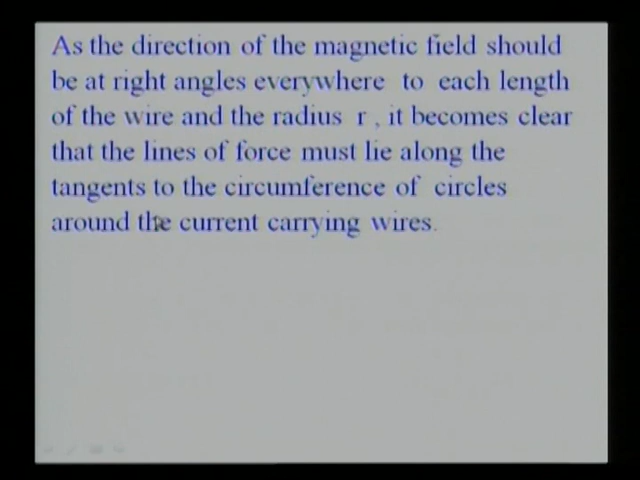 As the direction of the magnetic field should
be at right angles everywhere to each length
of the wire and the radius r , it becomes clear
that the lines of force must lie along the
tangents to the circumference of circles
around the current carrying wires.